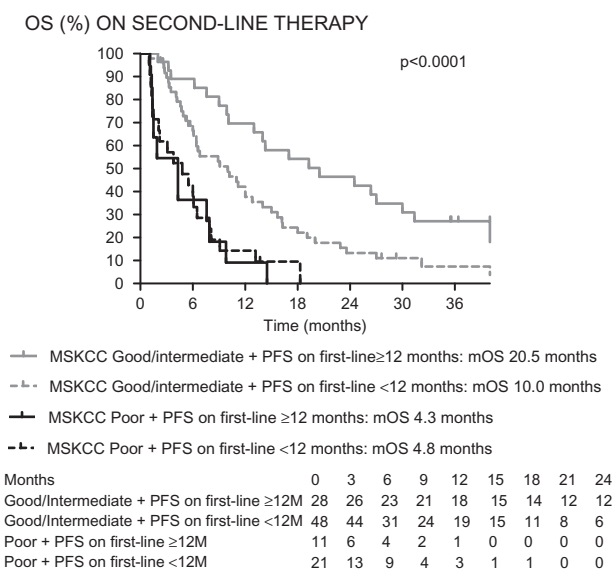 OS (%) ON SECOND-LINE THERAPY
p<0.0001
100
90
80
70
60
50
40
30
20
10
0
0 6 12 18 24 30 36
Time (months)
MSKCC Good/intermediate + PFS on first-line≥12 months: mOS 20.5 months
MSKCC Good/intermediate + PFS on first-line <12 months: mOS 10.0 months
MSKCC Poor + PFS on first-line ≥12 months: mOS 4.3 months
MSKCC Poor + PFS on first-line <12 months: mOS 4.8 months
Months 0 3 6 9 12 15 18 21 24
Good/Intermediate + PFS on first-line ≥12M 28 26 23 21 18 15 14 12 12
Good/Intermediate + PFS on first-line <12M 48 44 31 24 19 15 11 8 6
Poor + PFS on first-line ≥12M 11 6 4 2 1 0 0 0 0
Poor + PFS on first-line <12M 21 13 9 4 3 1 1 0 0